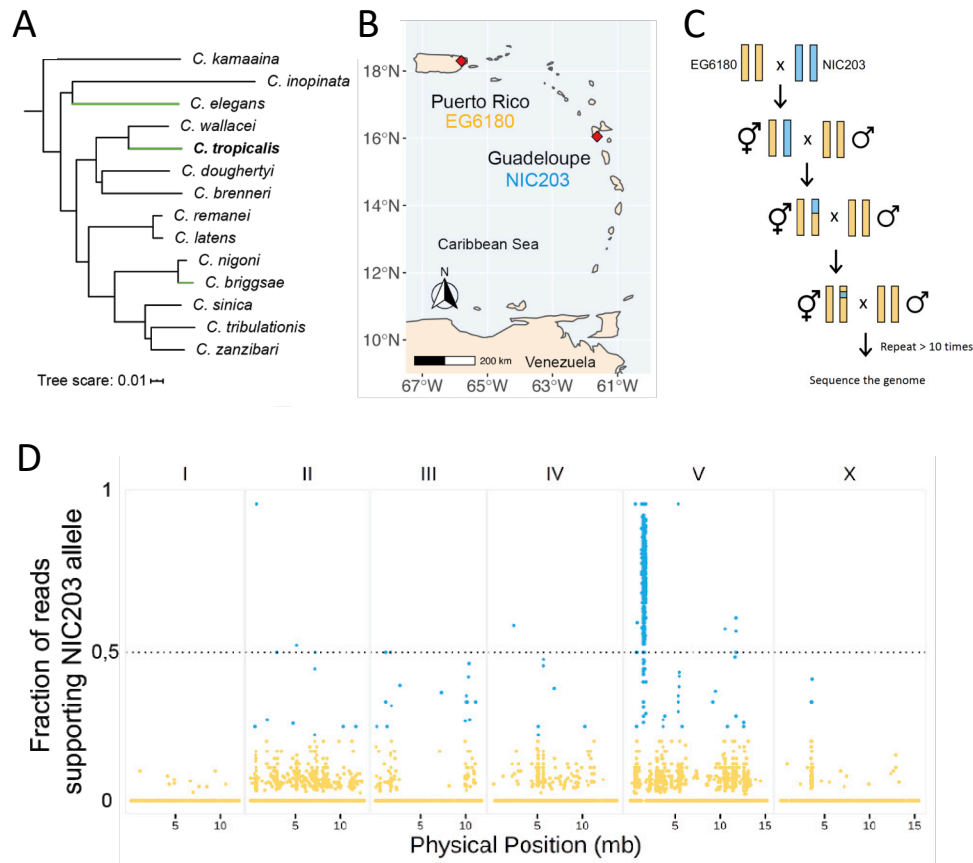 A
C. kamaaina
C. inopinata
C. elegans
C. wallacei
C. tropicalis
C. doughertyi
C. brenneri
C. remanei
C. latens
C. nigoni
C. briggsae
C. sinica
C. tribulationis
C. zanzibari
Tree scare: 0.01
B
18°N
16°N
14°N
12°N
10°N
Puerto Rico
EG6180
Guadeloupe
NIC203
Caribbean Sea
N
200 km
Venezuela
67°W
65°W
63°W
61°W
C
EG6180 x NIC203
x
x
x
Repeat > 10 times
Sequence the genome
D
I II III IV V X
Fraction of reads
supporting NIC203 allele
1
0,5
0
5 10 5 10 5 10 5 10 5 10 15 5 10 15
Physical Position (mb)